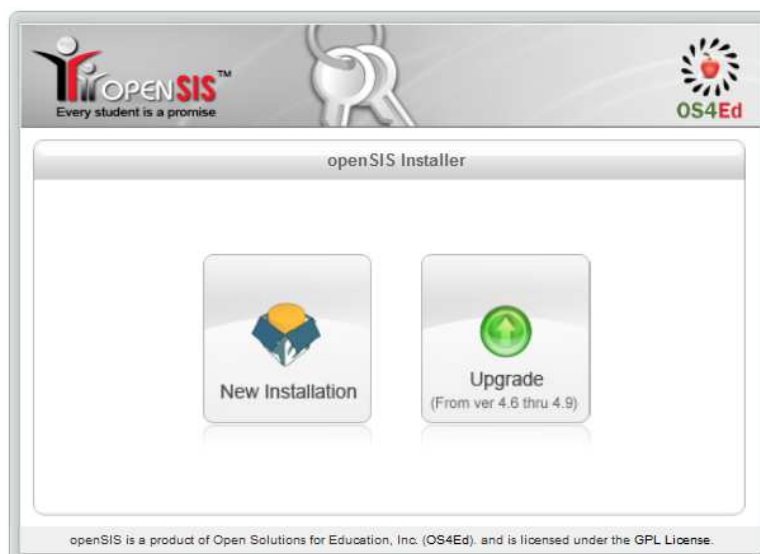 OPENSIS™
Every student is a promise
OS4Ed
openSIS Installer
New Installation
Upgrade
(From ver 4.6 thru 4.9)
openSIS is a product of Open Solutions for Education, Inc. (OS4Ed). and is licensed under the GPL License.